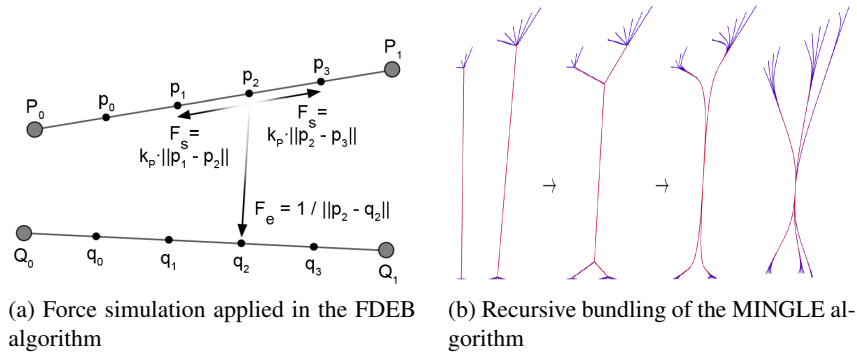 P₁
p₃
p₂
p₁
P₀
p₀
Fₛ= Fₛ=
kₚ·||p₁ - p₂|| kₚ·||p₂ - p₃||
Fₑ = 1 / ||p₂ - q₂||
Q₀ q₀ q₁ q₂ q₃ Q₁
→ →
(a) Force simulation applied in the FDEB
algorithm
(b) Recursive bundling of the MINGLE al-
gorithm